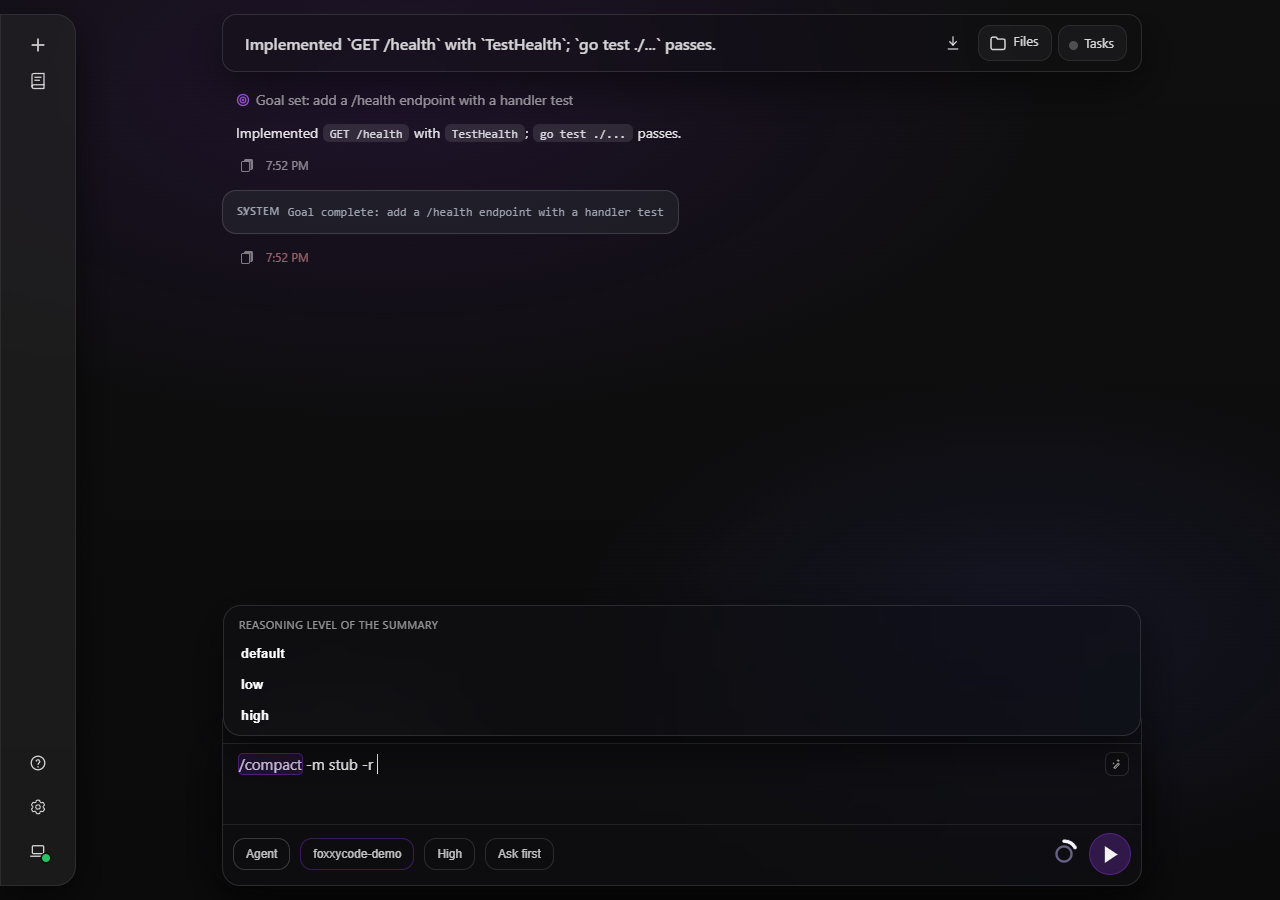 Implemented `GET /health` with `TestHealth`; `go test ./...` passes.
Files
Tasks
Goal set: add a /health endpoint with a handler test
Implemented GET /health with TestHealth; go test ./... passes.
7:52 PM
SYSTEM Goal complete: add a /health endpoint with a handler test
7:52 PM
REASONING LEVEL OF THE SUMMARY
default
low
high
/compact -m stub -r
Agent
foxxycode-demo
High
Ask first